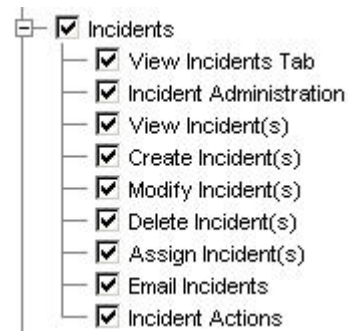 Incidents
View Incidents Tab
Incident Administration
View Incident(s)
Create Incident(s)
Modify Incident(s)
Delete Incident(s)
Assign Incident(s)
Email Incidents
Incident Actions